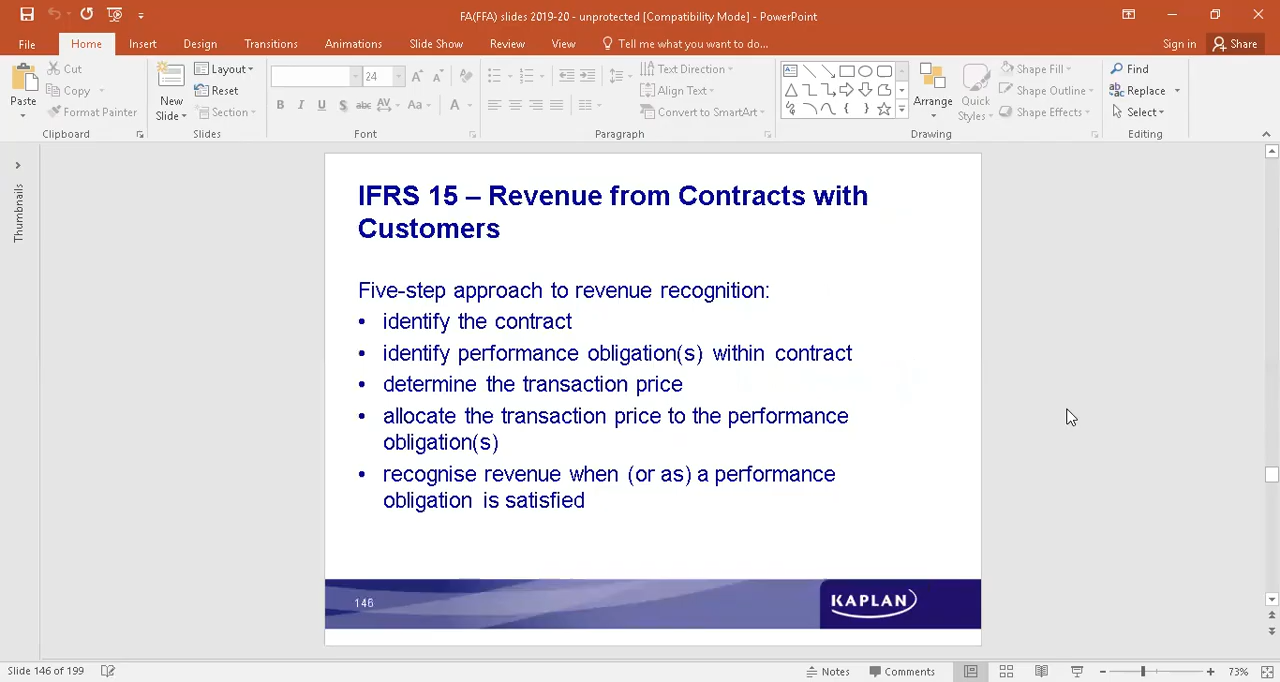 FA(FFA) slides 2019-20 - unprotected [Compatibility Mode] - PowerPoint
File Home Insert Design Transitions Animations Slide Show Review View Tell me what you want to do... Sign in Share
Paste
Cut
Copy
Format Painter
Clipboard
New Slide
Layout
Reset
Section
Slides
24
B I U S abc AV Aa A
Font
Text Direction
Align Text
Convert to SmartArt
Paragraph
Arrange
Quick Styles
Shape Fill
Shape Outline
Shape Effects
Drawing
Find
Replace
Select
Editing
Thumbnails
IFRS 15 – Revenue from Contracts with
Customers
Five-step approach to revenue recognition:
• identify the contract
• identify performance obligation(s) within contract
• determine the transaction price
• allocate the transaction price to the performance
obligation(s)
• recognise revenue when (or as) a performance
obligation is satisfied
146
KAPLAN
Slide 146 of 199
Notes Comments 73%